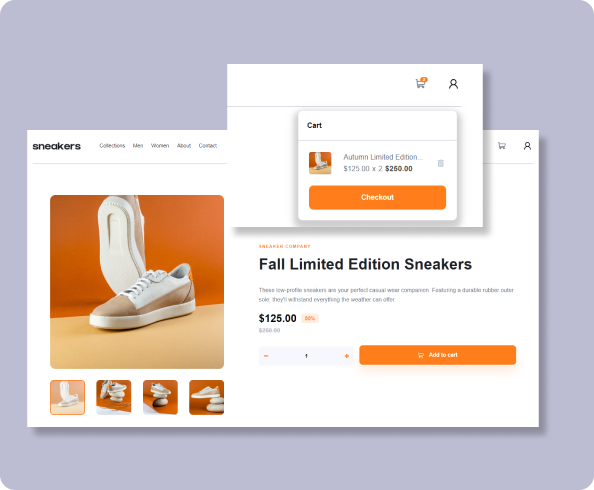 2
Cart
Autumn Limited Edition...
$125.00 x 2 $250.00
Checkout
sneakers
Collections Men Women About Contact
SNEAKER COMPANY
Fall Limited Edition Sneakers
These low-profile sneakers are your perfect casual wear companion. Featuring a durable rubber outer
sole, they'll withstand everything the weather can offer.
$125.00 50%
$250.00
− 1 +
Add to cart